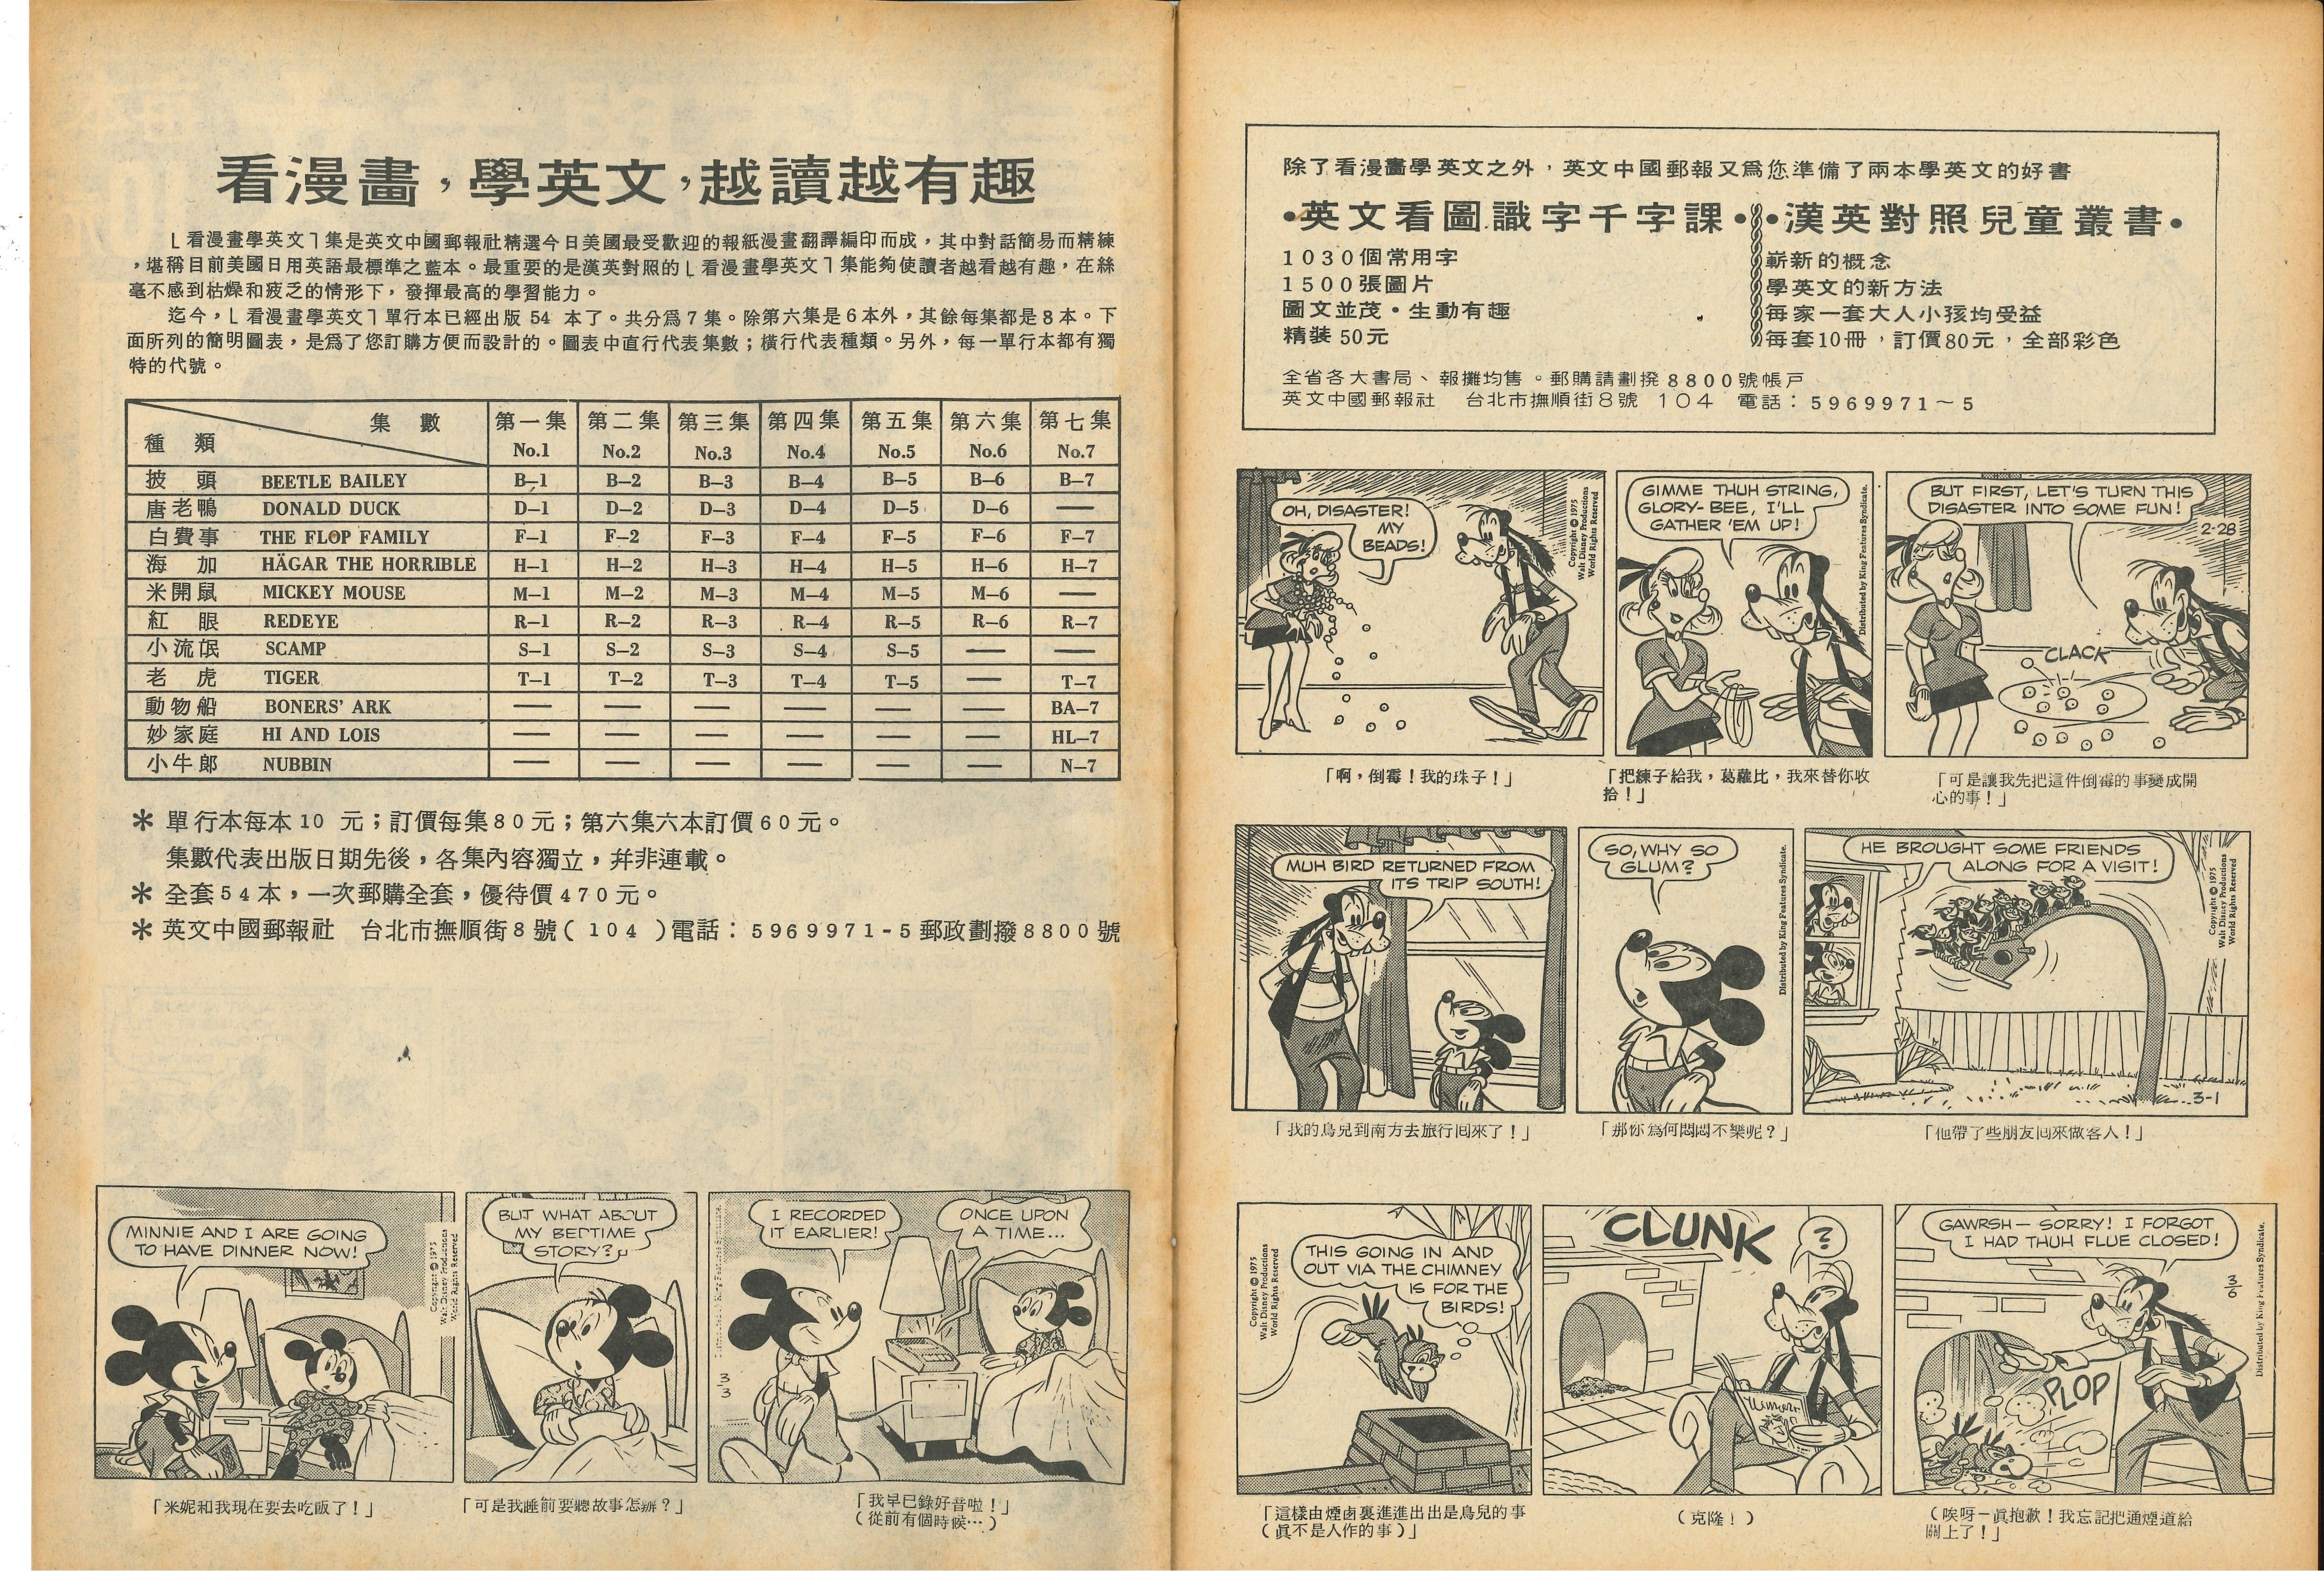 看漫畫，學英文，越讀越有趣
「看漫畫學英文」集是英文中國郵報社精選今日美國最受歡迎的報紙漫畫翻譯編印而成，其中對話簡易而精練
，堪稱目前美國日用英語最標準之藍本。最重要的是漢英對照的「看漫畫學英文」集能夠使讀者越看越有趣，在絲
毫不感到枯燥和疲乏的情形下，發揮最高的學習能力。
迄今，「看漫畫學英文」單行本已經出版 54 本了。共分爲7集。除第六集是6本外，其餘每集都是8本。下
面所列的簡明圖表，是爲了您訂購方便而設計的。圖表中直行代表集數；橫行代表種類。另外，每一單行本都有獨
特的代號。
集數 第一集 第二集 第三集 第四集 第五集 第六集 第七集
種類 No.1 No.2 No.3 No.4 No.5 No.6 No.7
披頭 BEETLE BAILEY B–1 B–2 B–3 B–4 B–5 B–6 B–7
唐老鴨 DONALD DUCK D–1 D–2 D–3 D–4 D–5 D–6 —
白費事 THE FLOP FAMILY F–1 F–2 F–3 F–4 F–5 F–6 F–7
海加 HÄGAR THE HORRIBLE H–1 H–2 H–3 H–4 H–5 H–6 H–7
米開鼠 MICKEY MOUSE M–1 M–2 M–3 M–4 M–5 M–6 —
紅眼 REDEYE R–1 R–2 R–3 R–4 R–5 R–6 R–7
小流氓 SCAMP S–1 S–2 S–3 S–4 S–5 — —
老虎 TIGER T–1 T–2 T–3 T–4 T–5 — T–7
動物船 BONERS' ARK — — — — — — BA–7
妙家庭 HI AND LOIS — — — — — — HL–7
小牛郎 NUBBIN — — — — — — N–7
＊ 單行本每本 10 元；訂價每集80元；第六集六本訂價60元。
集數代表出版日期先後，各集內容獨立，并非連載。
＊ 全套54本，一次郵購全套，優待價470元。
＊ 英文中國郵報社　台北市撫順街8號（104）電話：5969971-5郵政劃撥8800號
MINNIE AND I ARE GOING
TO HAVE DINNER NOW!
Copyright © 1975
Walt Disney Productions
World Rights Reserved
BUT WHAT ABOUT
MY BEDTIME
STORY?
I RECORDED
IT EARLIER!
ONCE UPON
A TIME...
3
3
「米妮和我現在要去吃飯了！」
「可是我睡前要聽故事怎辦？」
「我早已錄好音啦！」
（從前有個時候…）
除了看漫畫學英文之外，英文中國郵報又爲您準備了兩本學英文的好書
•英文看圖識字千字課•
1030個常用字
1500張圖片
圖文並茂・生動有趣
精裝50元
•漢英對照兒童叢書•
嶄新的概念
學英文的新方法
每家一套大人小孩均受益
每套10冊，訂價80元，全部彩色
全省各大書局、報攤均售。郵購請劃撥8800號帳戶
英文中國郵報社　台北市撫順街8號　104　電話：5969971～5
OH, DISASTER!
MY
BEADS!
Copyright © 1975
Walt Disney Productions
World Rights Reserved
GIMME THUH STRING,
GLORY-BEE, I'LL
GATHER 'EM UP!
Distributed by King Features Syndicate.
BUT FIRST, LET'S TURN THIS
DISASTER INTO SOME FUN!
2-28
CLACK
「啊，倒霉！我的珠子！」
「把練子給我，葛蘿比，我來替你收
拾！」
「可是讓我先把這件倒霉的事變成開
心的事！」
MUH BIRD RETURNED FROM
ITS TRIP SOUTH!
SO, WHY SO
GLUM?
Distributed by King Features Syndicate.
HE BROUGHT SOME FRIENDS
ALONG FOR A VISIT!
Copyright © 1975
Walt Disney Productions
World Rights Reserved
3-1
「我的鳥兒到南方去旅行回來了！」
「那你爲何悶悶不樂呢？」
「他帶了些朋友回來做客人！」
Copyright © 1975
Walt Disney Productions
World Rights Reserved
THIS GOING IN AND
OUT VIA THE CHIMNEY
IS FOR THE
BIRDS!
CLUNK
?
GAWRSH— SORRY! I FORGOT
I HAD THUH FLUE CLOSED!
3
6
PLOP
Distributed by King Features Syndicate.
「這樣由煙囪裏進進出出是鳥兒的事
（眞不是人作的事）」
（克隆！）
（唉呀一眞抱歉！我忘記把通煙道給
關上了！」